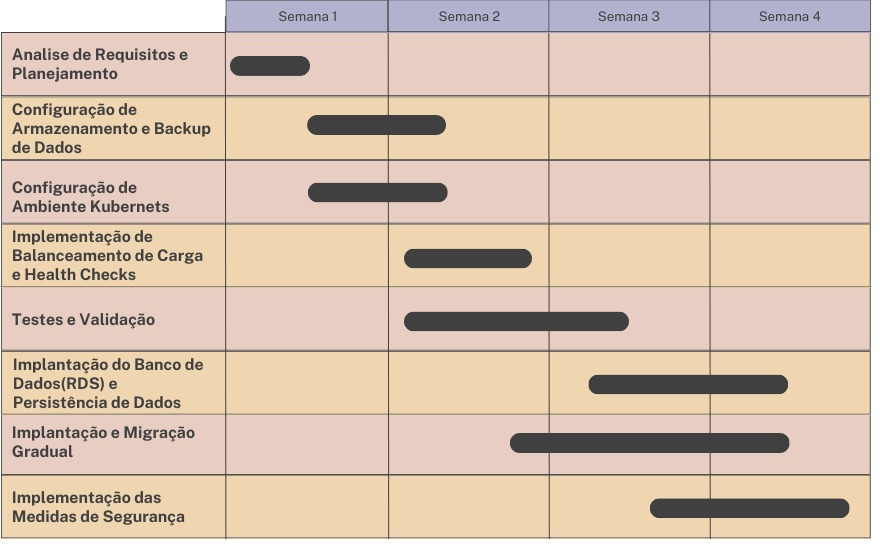 Semana 1
Semana 2
Semana 3
Semana 4
Analise de Requisitos e
Planejamento
Configuração de
Armazenamento e Backup
de Dados
Configuração de
Ambiente Kubernets
Implementação de
Balanceamento de Carga
e Health Checks
Testes e Validação
Implantação do Banco de
Dados(RDS) e
Persistência de Dados
Implantação e Migração
Gradual
Implementação das
Medidas de Segurança